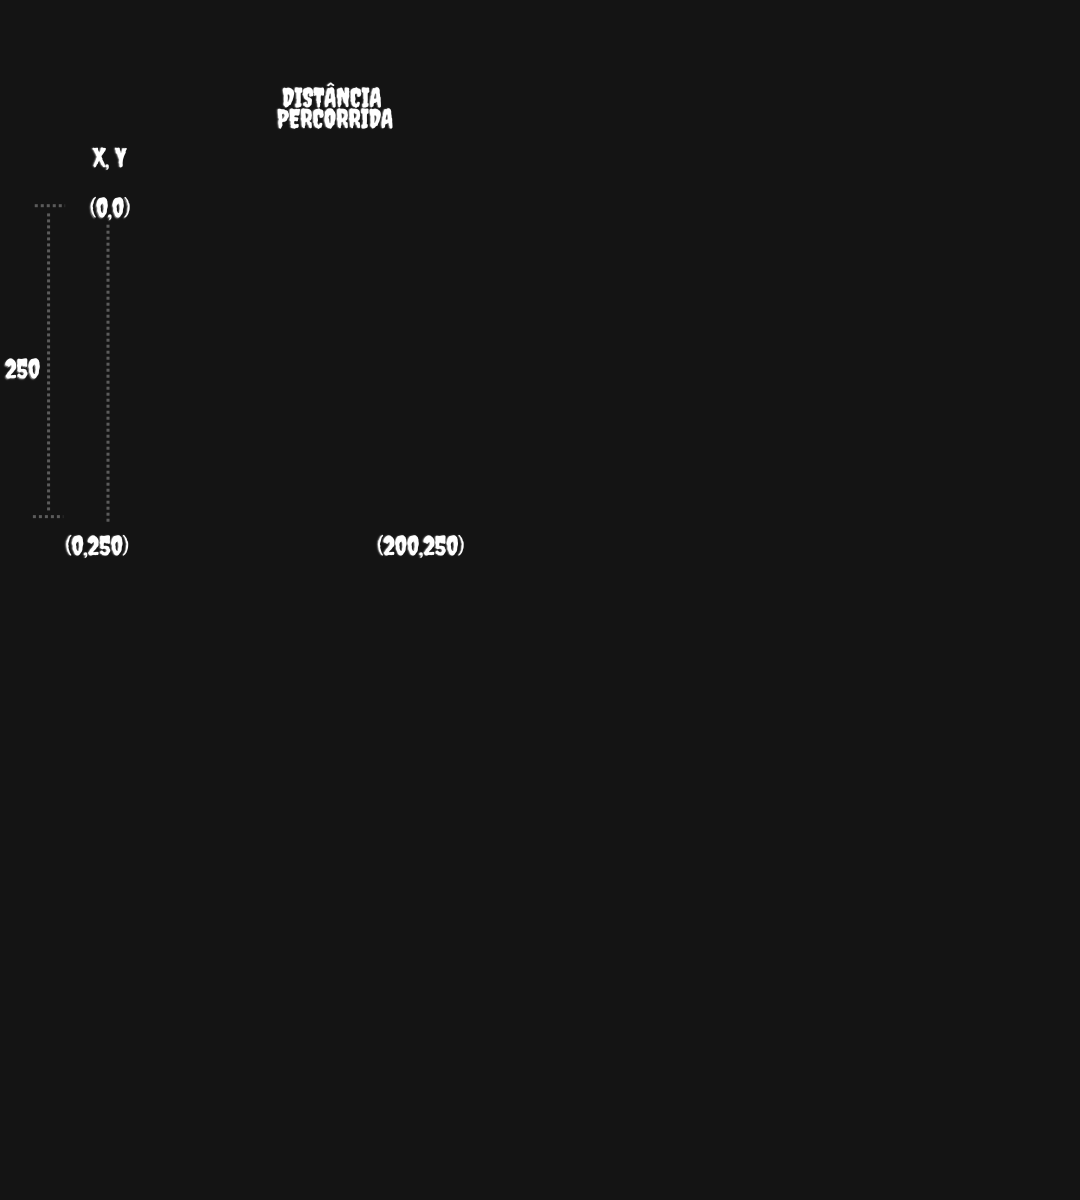 DISTÂNCIA
PERCORRIDA
X, Y
(0,0)
250
(0,250)
(200,250)